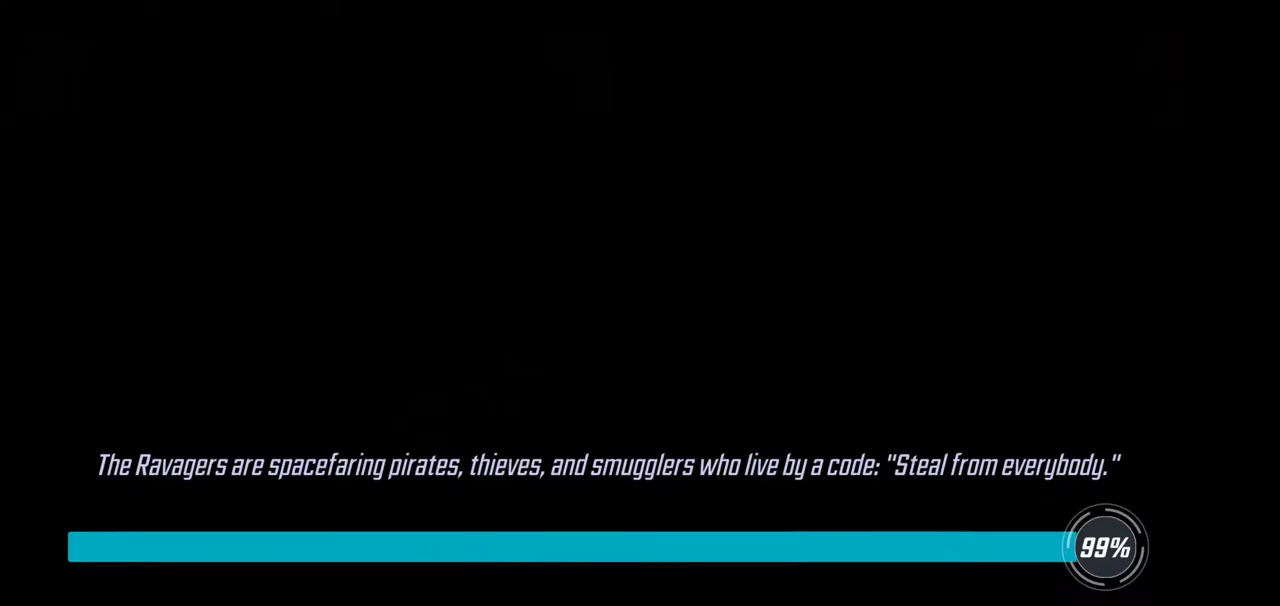 The Ravagers are spacefaring pirates, thieves, and smugglers who live by a code: "Steal from everybody."
99%